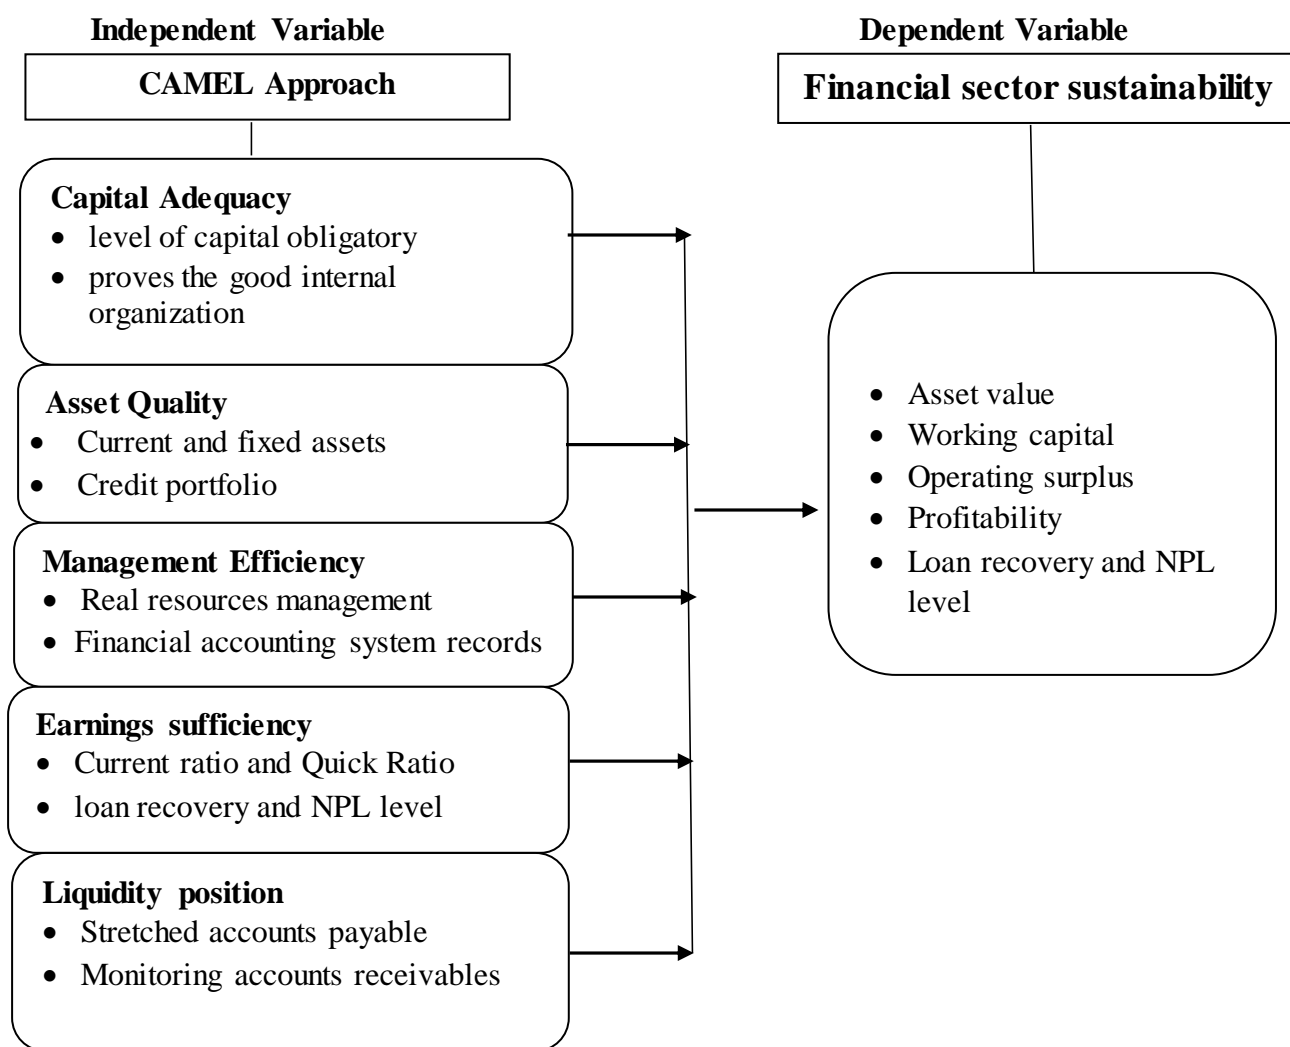 Independent Variable
CAMEL Approach
Capital Adequacy
• level of capital obligatory
• proves the good internal
organization
Asset Quality
• Current and fixed assets
• Credit portfolio
Management Efficiency
• Real resources management
• Financial accounting system records
Earnings sufficiency
• Current ratio and Quick Ratio
• loan recovery and NPL level
Liquidity position
• Stretched accounts payable
• Monitoring accounts receivables
Dependent Variable
Financial sector sustainability
• Asset value
• Working capital
• Operating surplus
• Profitability
• Loan recovery and NPL
level